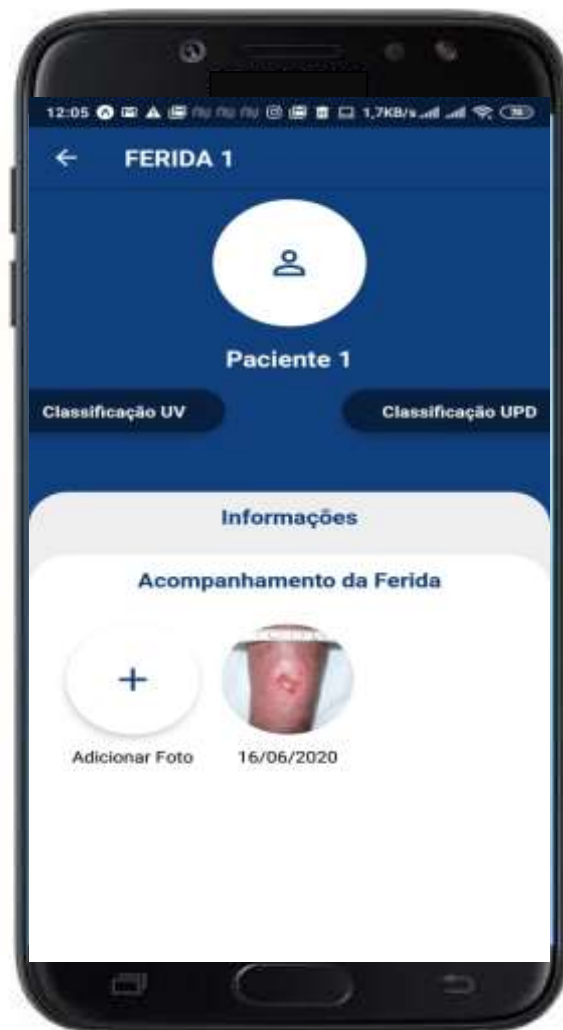 12:05 1,7KB/s 76
FERIDA 1
Paciente 1
Classificação UV Classificação UPD
Informações
Acompanhamento da Ferida
Adicionar Foto 16/06/2020